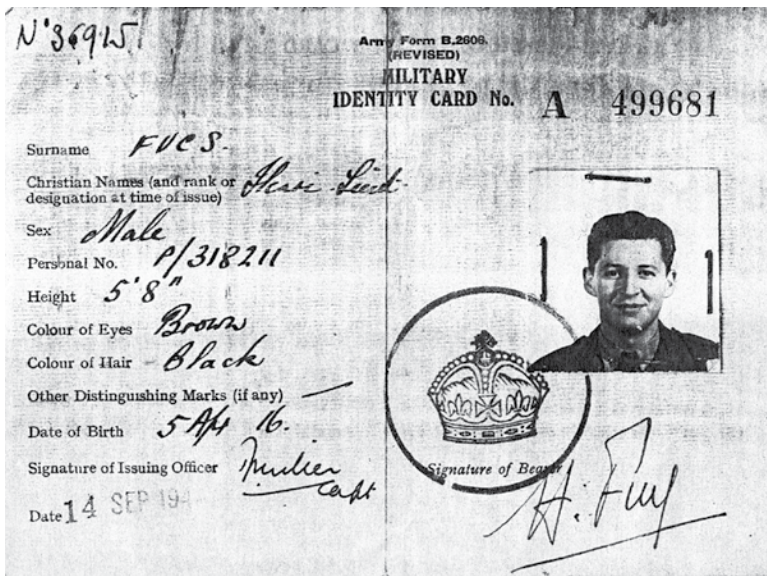 N° 36915
Army Form B.2606.
(REVISED)
MILITARY
IDENTITY CARD No. A 499681
Surname FUCS.
Christian Names (and rank or
designation at time of issue) Lieut.
Sex Male
Personal No. P/318211
Height 5' 8"
Colour of Eyes Brown
Colour of Hair Black
Other Distinguishing Marks (if any) —
Date of Birth 5 Apl 16.
Signature of Issuing Officer
Capt
Date 14 SEP 194
Signature of Bearer